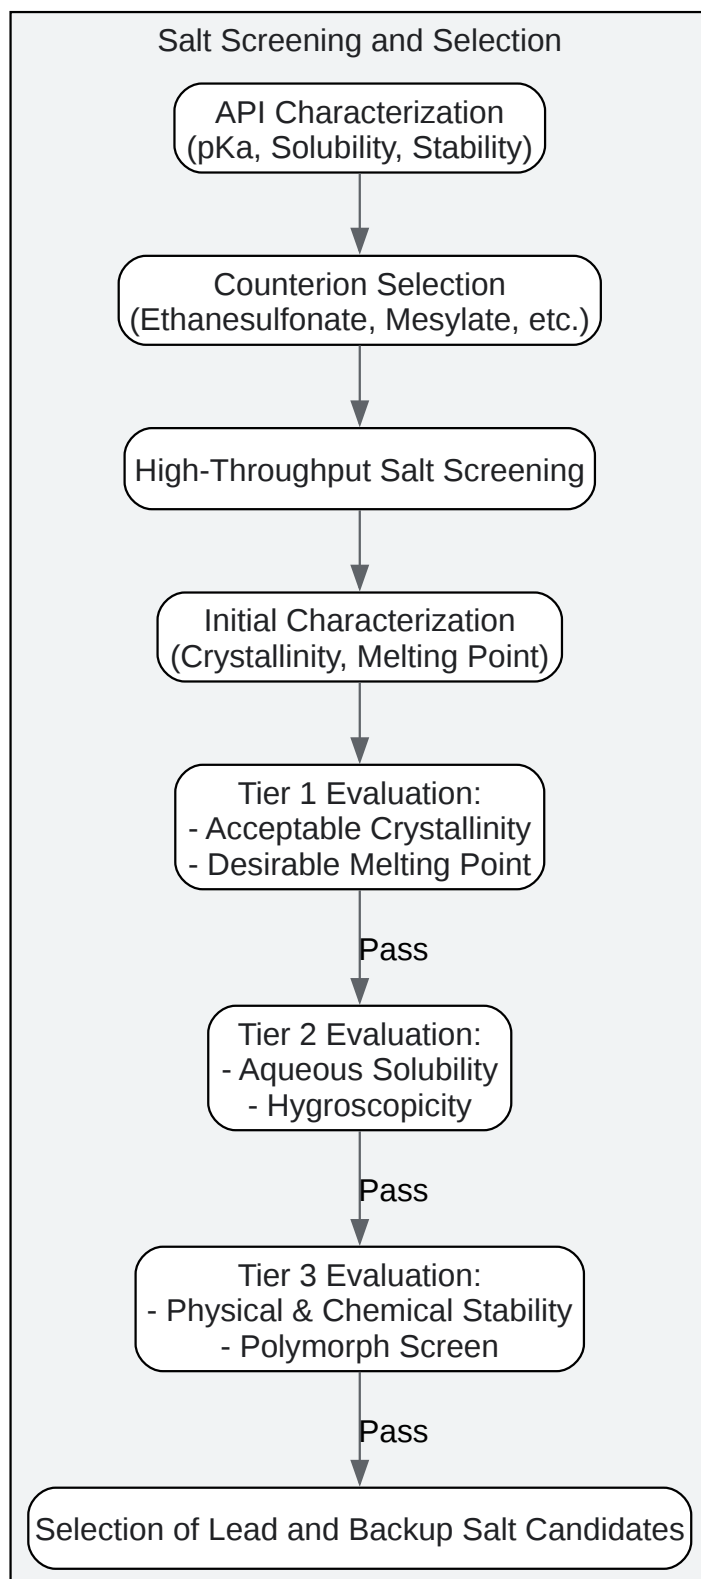 Salt Screening and Selection
API Characterization
(pKa, Solubility, Stability)
Counterion Selection
(Ethanesulfonate, Mesylate, etc.)
High-Throughput Salt Screening
Initial Characterization
(Crystallinity, Melting Point)
Tier 1 Evaluation:
- Acceptable Crystallinity
- Desirable Melting Point
Pass
Tier 2 Evaluation:
- Aqueous Solubility
- Hygroscopicity
Pass
Tier 3 Evaluation:
- Physical & Chemical Stability
- Polymorph Screen
Pass
Selection of Lead and Backup Salt Candidates